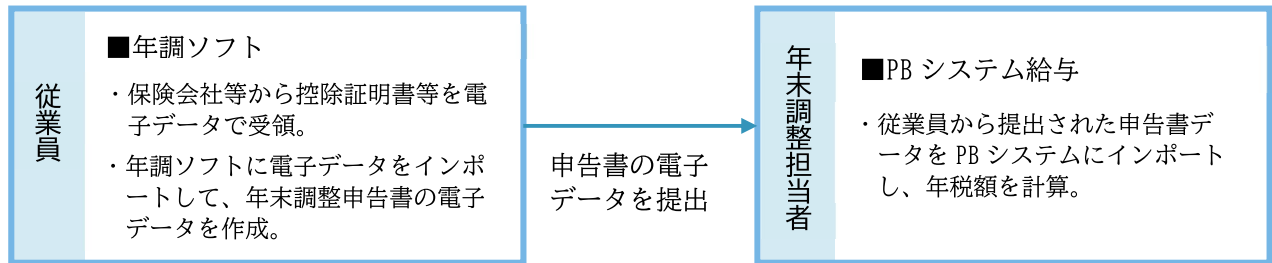 従業員
■年調ソフト
・保険会社等から控除証明書等を電
子データで受領。
・年調ソフトに電子データをインポ
ートして、年末調整申告書の電子
データを作成。
申告書の電子
データを提出
年末調整担当者
■PB システム給与
・従業員から提出された申告書デ
ータを PB システムにインポート
し、年税額を計算。